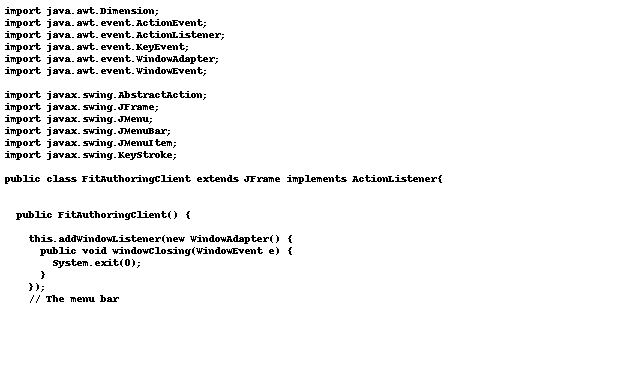 import java.awt.Dimension;
import java.awt.event.ActionEvent;
import java.awt.event.ActionListener;
import java.awt.event.KeyEvent;
import java.awt.event.WindowAdapter;
import java.awt.event.WindowEvent;

import javax.swing.AbstractAction;
import javax.swing.JFrame;
import javax.swing.JMenu;
import javax.swing.JMenuBar;
import javax.swing.JMenuItem;
import javax.swing.KeyStroke;

public class FitAuthoringClient extends JFrame implements ActionListener{

  public FitAuthoringClient() {

    this.addWindowListener(new WindowAdapter() {
      public void windowClosing(WindowEvent e) {
        System.exit(0);
      }
    });
    // The menu bar